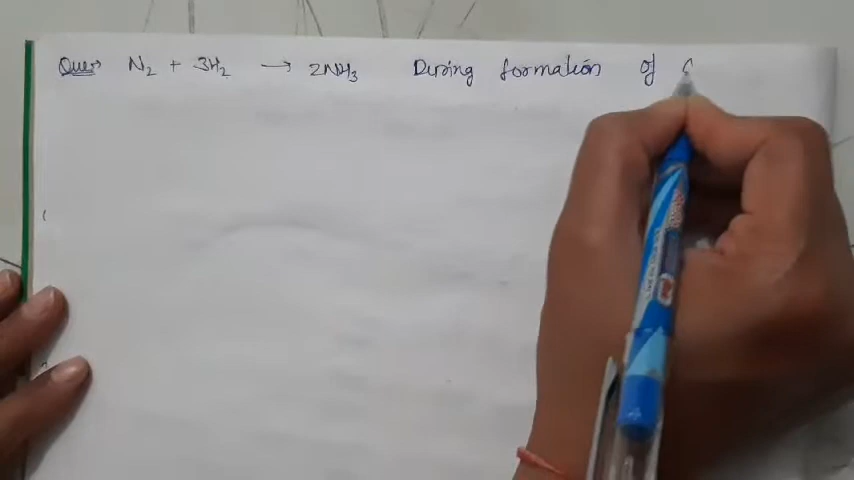 Ques N₂ + 3H₂ → 2NH₃ During formation of